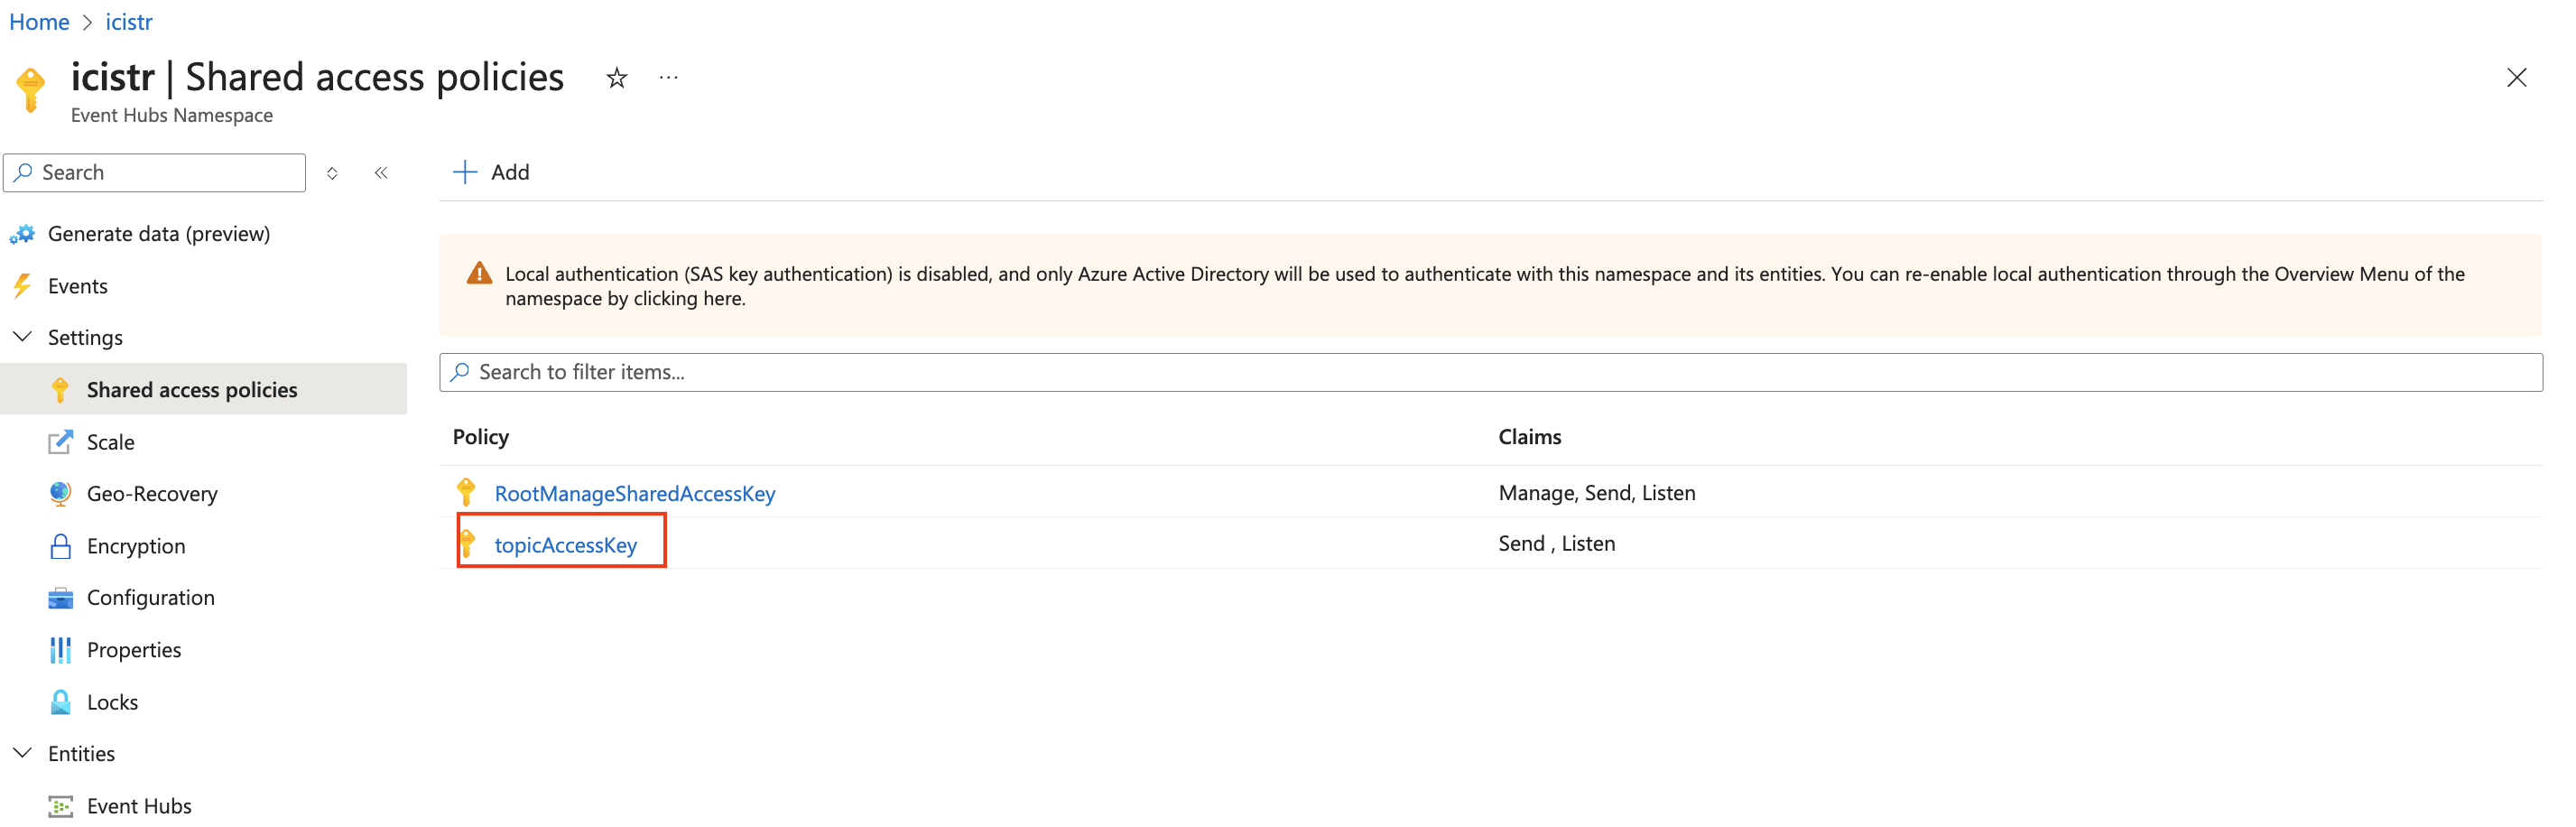 Home > icistr
icistr | Shared access policies
Event Hubs Namespace
Search
Add
Generate data (preview)
Events
Settings
Shared access policies
Scale
Geo-Recovery
Encryption
Configuration
Properties
Locks
Entities
Event Hubs
Local authentication (SAS key authentication) is disabled, and only Azure Active Directory will be used to authenticate with this namespace and its entities. You can re-enable local authentication through the Overview Menu of the
namespace by clicking here.
Search to filter items...
Policy Claims
RootManageSharedAccessKey Manage, Send, Listen
topicAccessKey Send , Listen